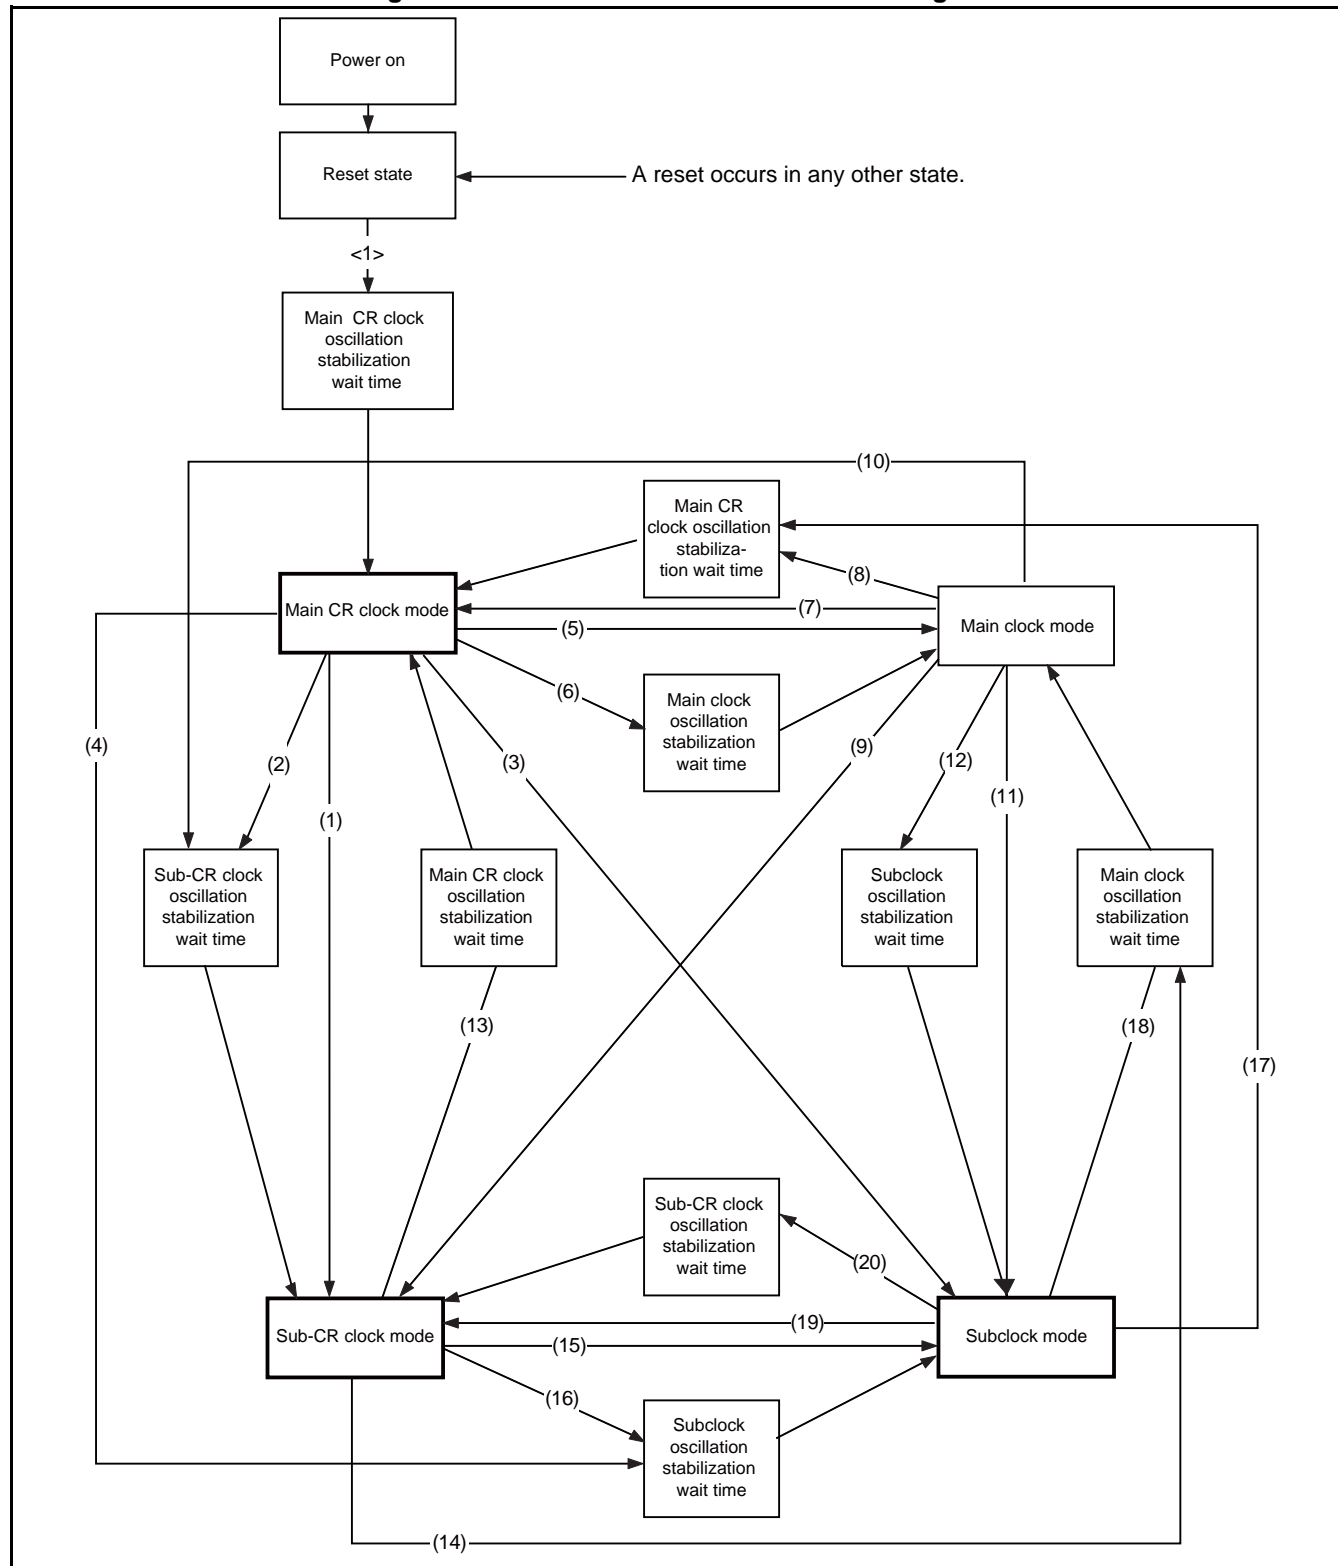 Power on
Reset state
A reset occurs in any other state.
<1>
Main CR clock
oscillation
stabilization
wait time
(10)
Main CR
clock oscillation
stabiliza-
tion wait time
(8)
Main CR clock mode
(7)
(5)
Main clock mode
(6)
Main clock
oscillation
stabilization
wait time
(4)
(2)
(3)
(9)
(12)
(11)
(1)
Sub-CR clock
oscillation
stabilization
wait time
Main CR clock
oscillation
stabilization
wait time
Subclock
oscillation
stabilization
wait time
Main clock
oscillation
stabilization
wait time
(13)
(18)
(17)
Sub-CR clock
oscillation
stabilization
wait time
(20)
Sub-CR clock mode
(19)
(15)
Subclock mode
(16)
Subclock
oscillation
stabilization
wait time
(14)